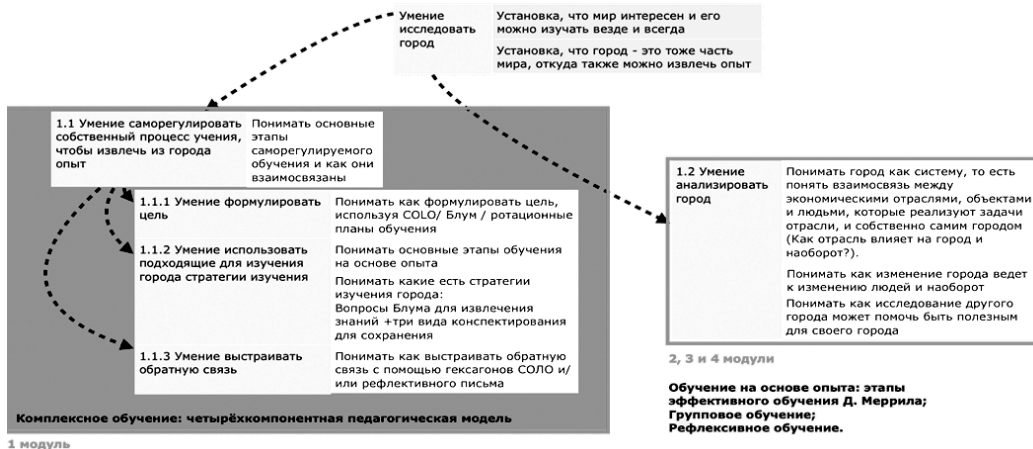 Умение
исследовать
город
Установка, что мир интересен и его
можно изучать везде и всегда
Установка, что город - это тоже часть
мира, откуда также можно извлечь опыт
1.1 Умение саморегулировать
собственный процесс учения,
чтобы извлечь из города
опыт
Понимать основные
этапы
саморегулируемого
обучения и как они
взаимосвязаны
1.1.1 Умение формулировать
цель
Понимать как формулировать цель,
используя COLO/ Блум / ротационные
планы обучения
1.1.2 Умение использовать
подходящие для изучения
города стратегии изучения
Понимать основные этапы обучения
на основе опыта
Понимать какие есть стратегии
изучения города:
Вопросы Блума для извлечения
знаний +три вида конспектирования
для сохранения
1.1.3 Умение выстраивать
обратную связь
Понимать как выстраивать обратную
связь с помощью гексагонов СОЛО и/
или рефлективного письма
Комплексное обучение: четырёхкомпонентная педагогическая модель
1 модуль
1.2 Умение
анализировать
город
Понимать город как систему, то есть
понять взаимосвязь между
экономическими отраслями, объектами
и людьми, которые реализуют задачи
отрасли, и собственно самим городом
(Как отрасль влияет на город и
наоборот?).
Понимать как изменение города ведет
к изменению людей и наоборот
Понимать как исследование другого
города может помочь быть полезным
для своего города
2, 3 и 4 модули
Обучение на основе опыта: этапы
эффективного обучения Д. Меррила;
Групповое обучение;
Рефлексивное обучение.